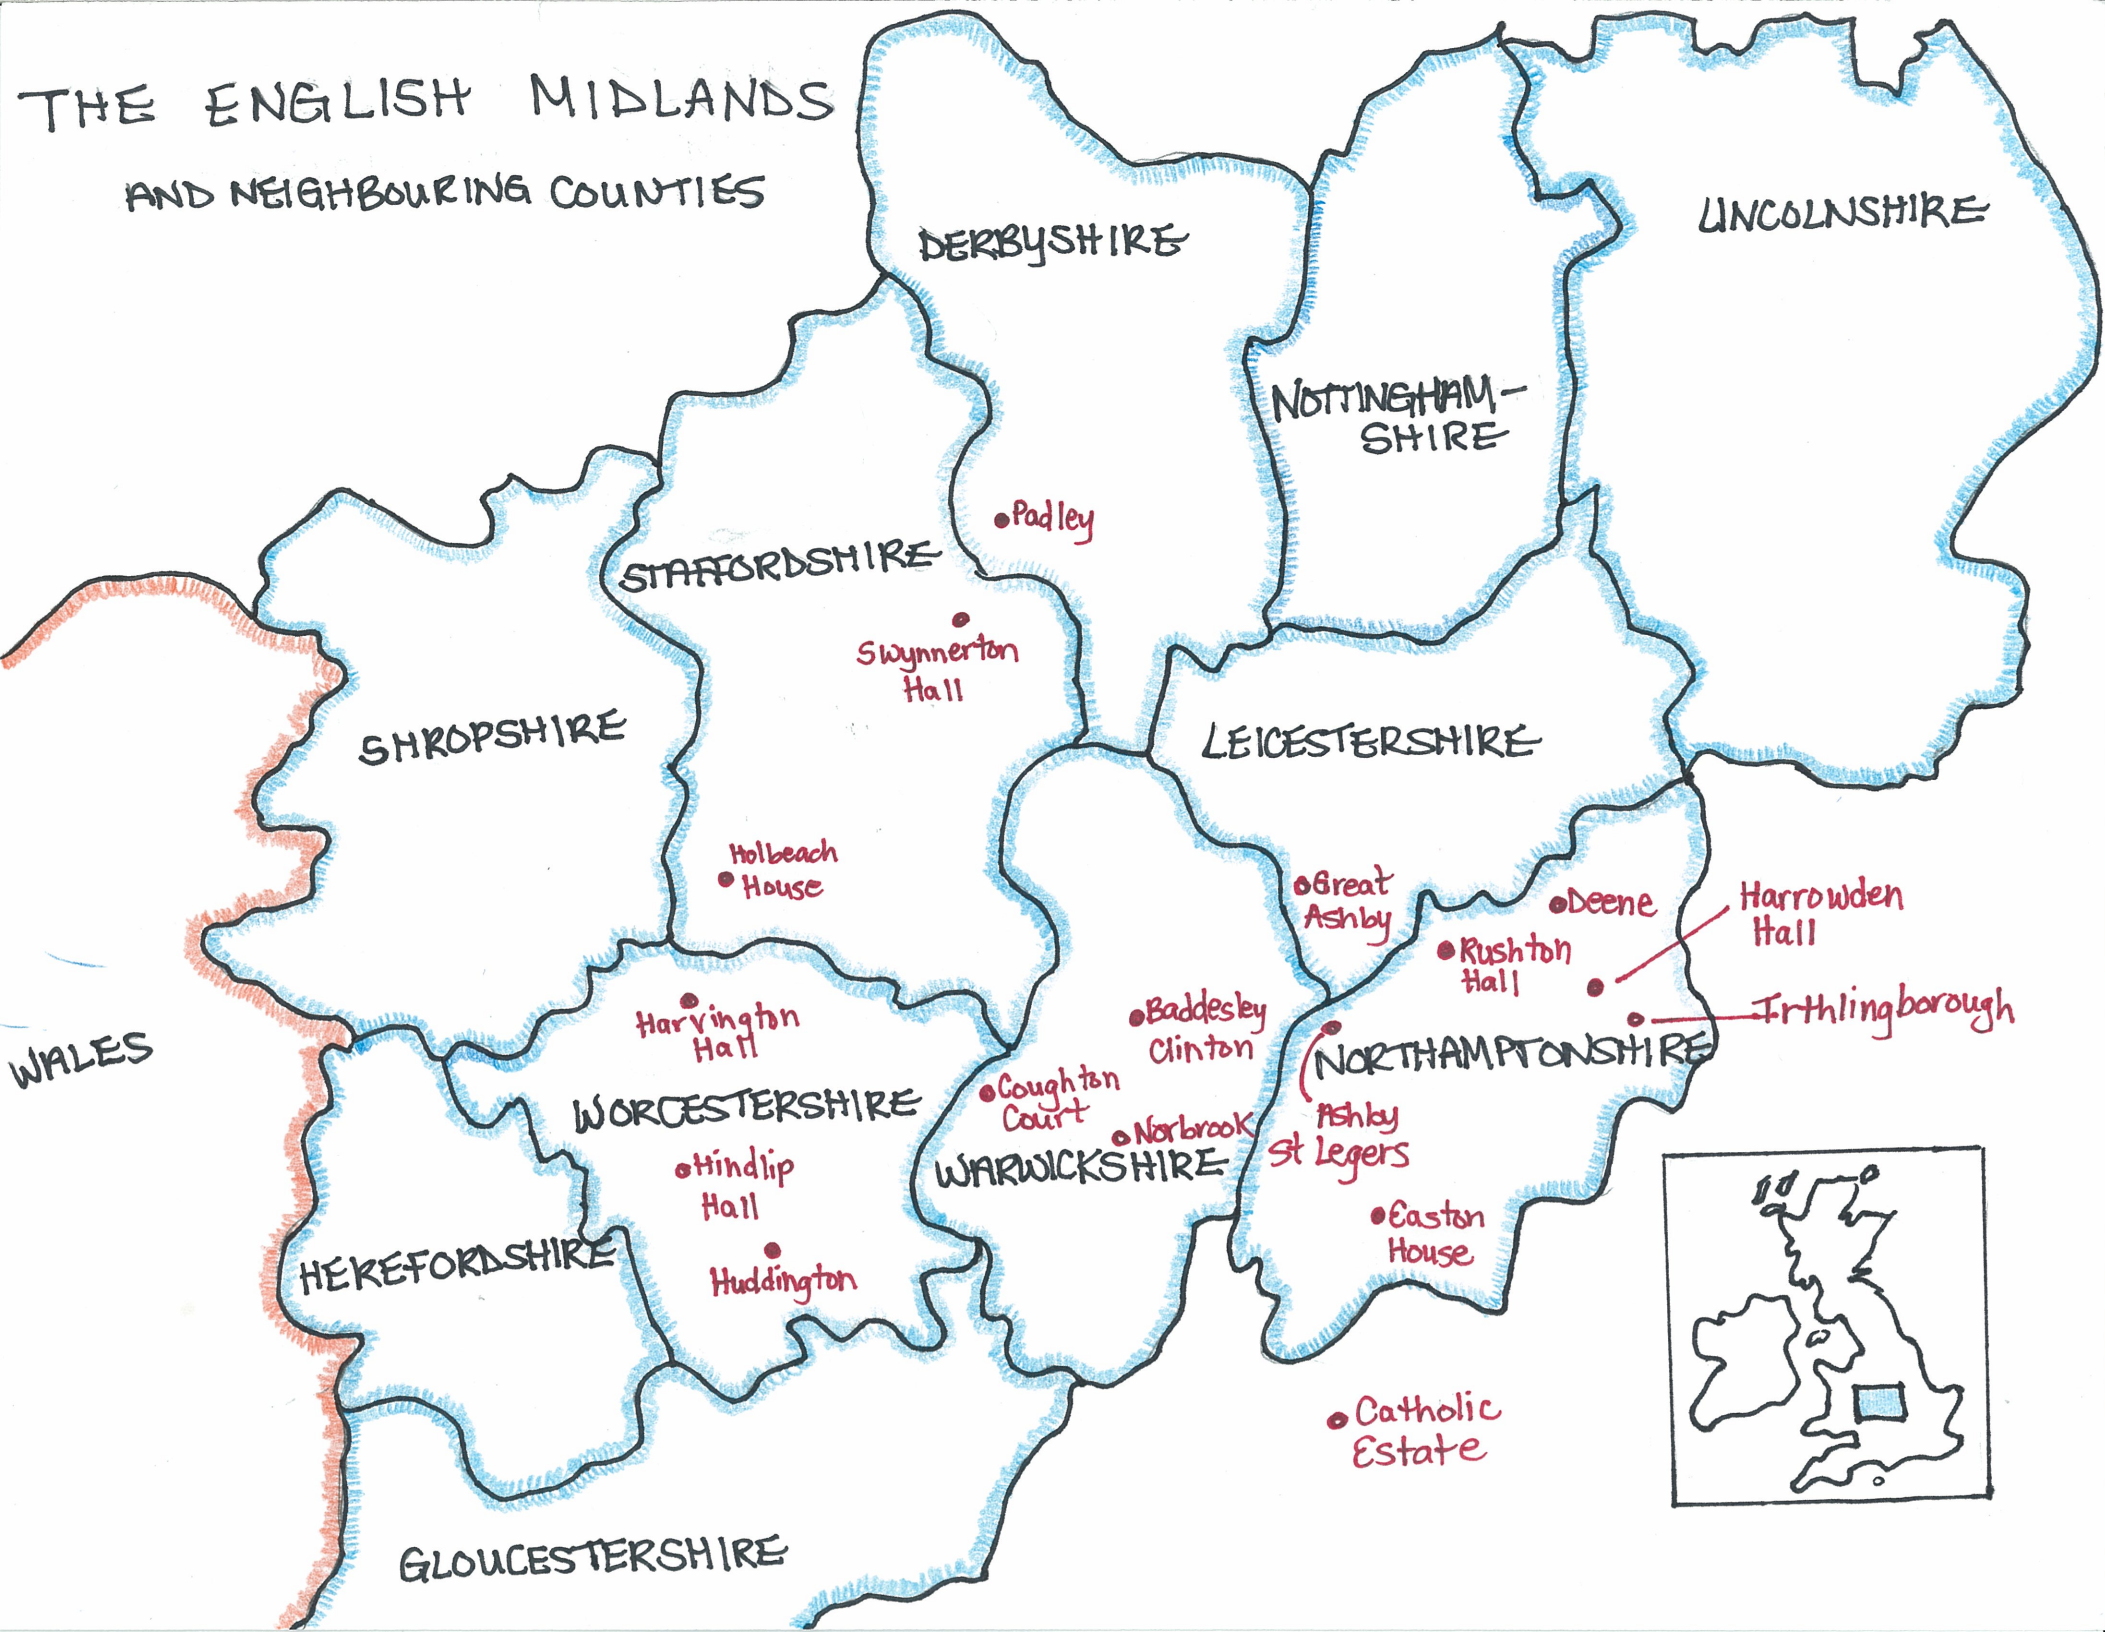 THE ENGLISH MIDLANDS
AND NEIGHBOURING COUNTIES
DERBYSHIRE
LINCOLNSHIRE
NOTTINGHAM-
SHIRE
Padley
STAFFORDSHIRE
Swynnerton
Hall
SHROPSHIRE
LEICESTERSHIRE
Holbeach
House
Great
Ashby
Deene
Harrowden
Hall
Rushton
Hall
Irthlingborough
Harvington
Hall
Baddesley
Clinton
NORTHAMPTONSHIRE
WALES
Coughton
Court
WORCESTERSHIRE
Norbrook
Ashby
St Legers
WARWICKSHIRE
Hindlip
Hall
Easton
House
HEREFORDSHIRE
Huddington
Catholic
Estate
GLOUCESTERSHIRE